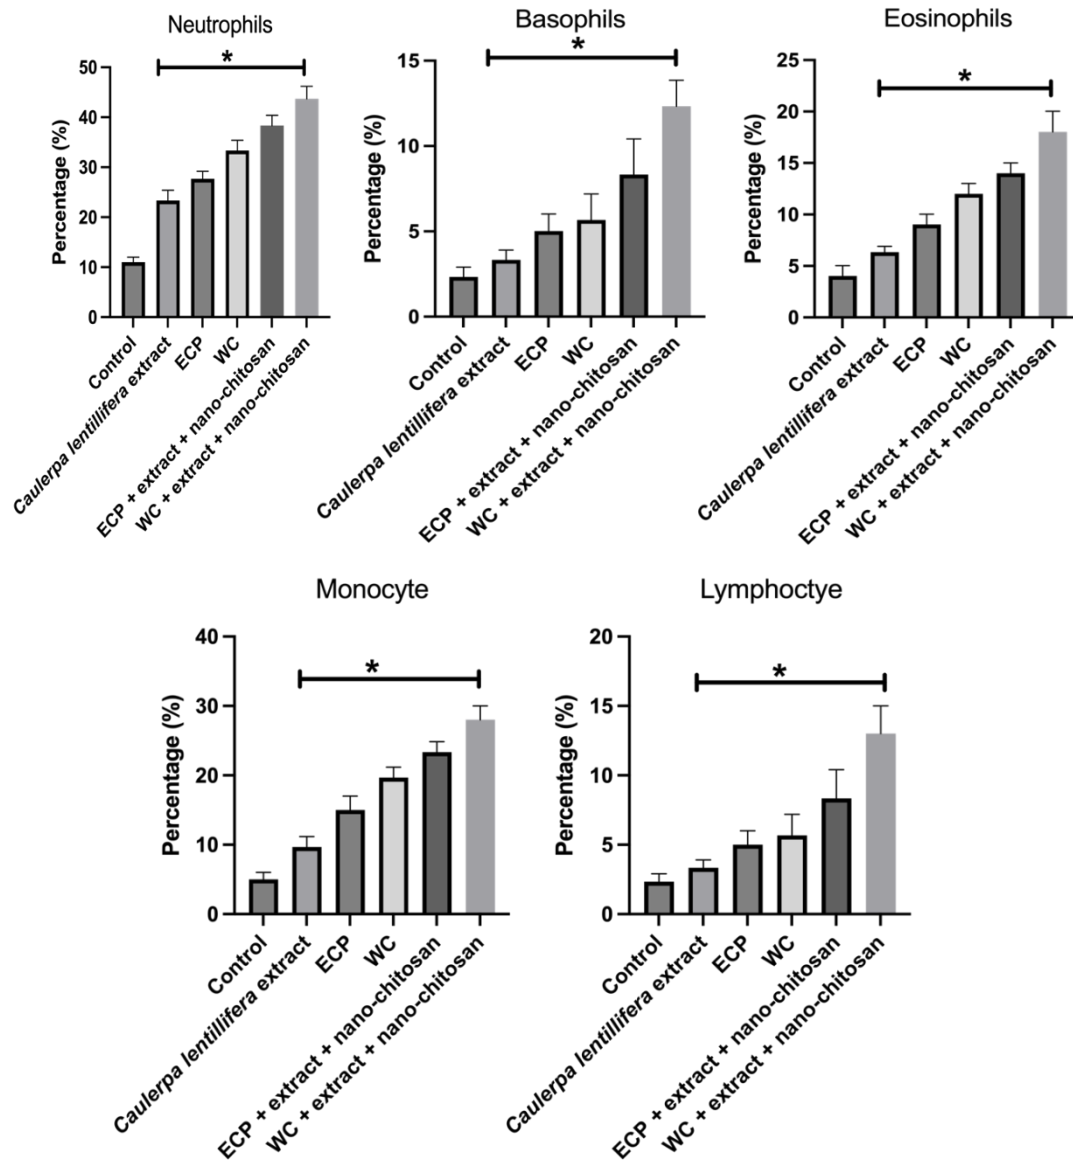 Neutrophils
*
Percentage (%)
50
40
30
20
10
0
Control
Caulerpa lentillifera extract
ECP
WC
ECP + extract + nano-chitosan
WC + extract + nano-chitosan
Basophils
*
Percentage (%)
15
10
5
0
Control
Caulerpa lentillifera extract
ECP
WC
ECP + extract + nano-chitosan
WC + extract + nano-chitosan
Eosinophils
*
Percentage (%)
25
20
15
10
5
0
Control
Caulerpa lentillifera extract
ECP
WC
ECP + extract + nano-chitosan
WC + extract + nano-chitosan
Monocyte
*
Percentage (%)
40
30
20
10
0
Control
Caulerpa lentillifera extract
ECP
WC
ECP + extract + nano-chitosan
WC + extract + nano-chitosan
Lymphoctye
*
Percentage (%)
20
15
10
5
0
Control
Caulerpa lentillifera extract
ECP
WC
ECP + extract + nano-chitosan
WC + extract + nano-chitosan